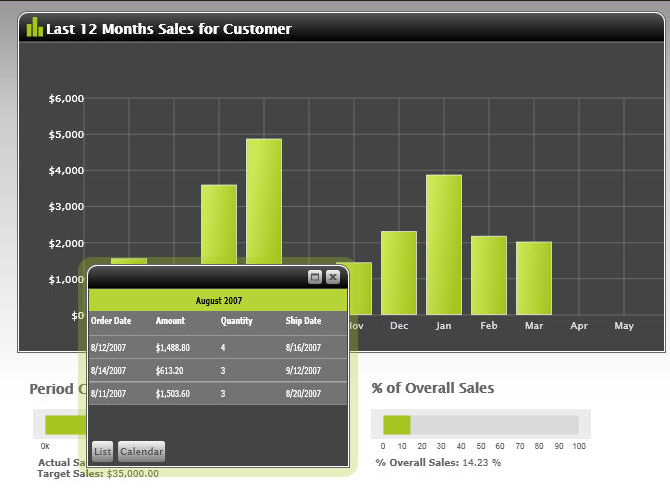 Last 12 Months Sales for Customer
$6,000
$5,000
$4,000
$3,000
$2,000
$1,000
$0
Dec Jan Feb Mar Apr May
August 2007
Order Date Amount Quantity Ship Date
8/12/2007 $1,488.80 4 8/16/2007
8/14/2007 $613.20 3 9/12/2007
8/11/2007 $1,503.60 3 8/20/2007
List Calendar
Period
0k
Actual
Target Sales: $35,000.00
% of Overall Sales
0 10 20 30 40 50 60 70 80 90 100
% Overall Sales: 14.23 %